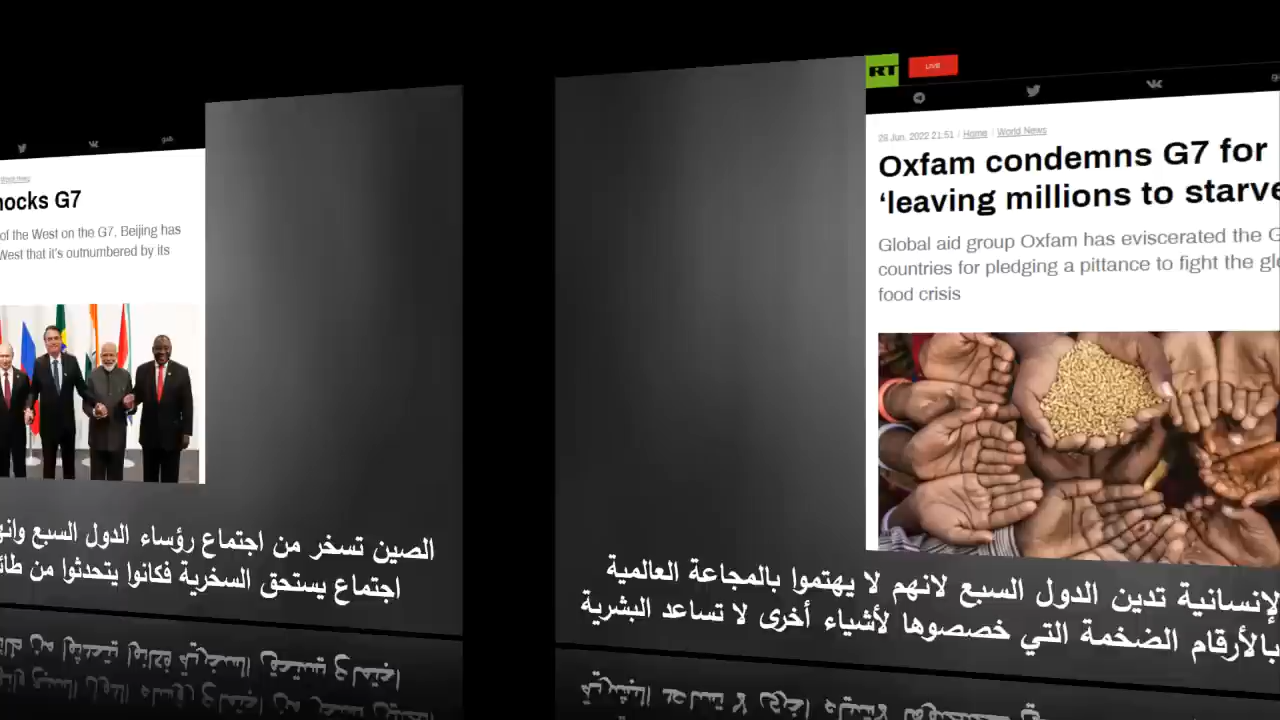 World News
nocks G7
of the West on the G7, Beijing has
West that it's outnumbered by its
الصين تسخر من اجتماع رؤساء الدول السبع
اجتماع يستحق السخرية فكانوا يتحدثوا من
RT
LIVE
28 Jun, 2022 21:51 / Home / World News
Oxfam condemns G7 for
'leaving millions to starve
Global aid group Oxfam has eviscerated the G
countries for pledging a pittance to fight the
food crisis
لإنسانية تدين الدول السبع لانهم لا يهتموا بالمجاعة العالمية
بالأرقام الضخمة التي خصصوها لأشياء أخرى لا تساعد البشرية